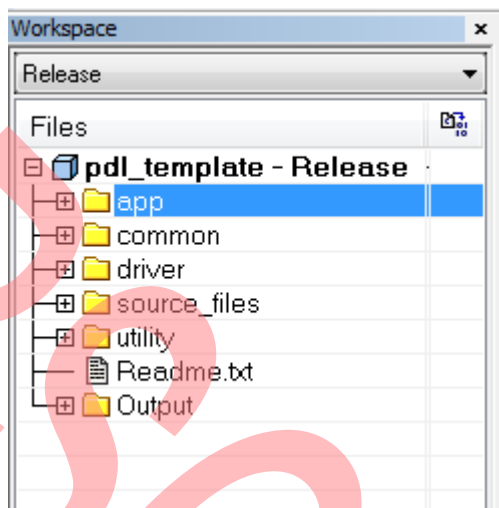 Workspace x
Release
Files
pdl_template - Release
app
common
driver
source_files
utility
Readme.txt
Output